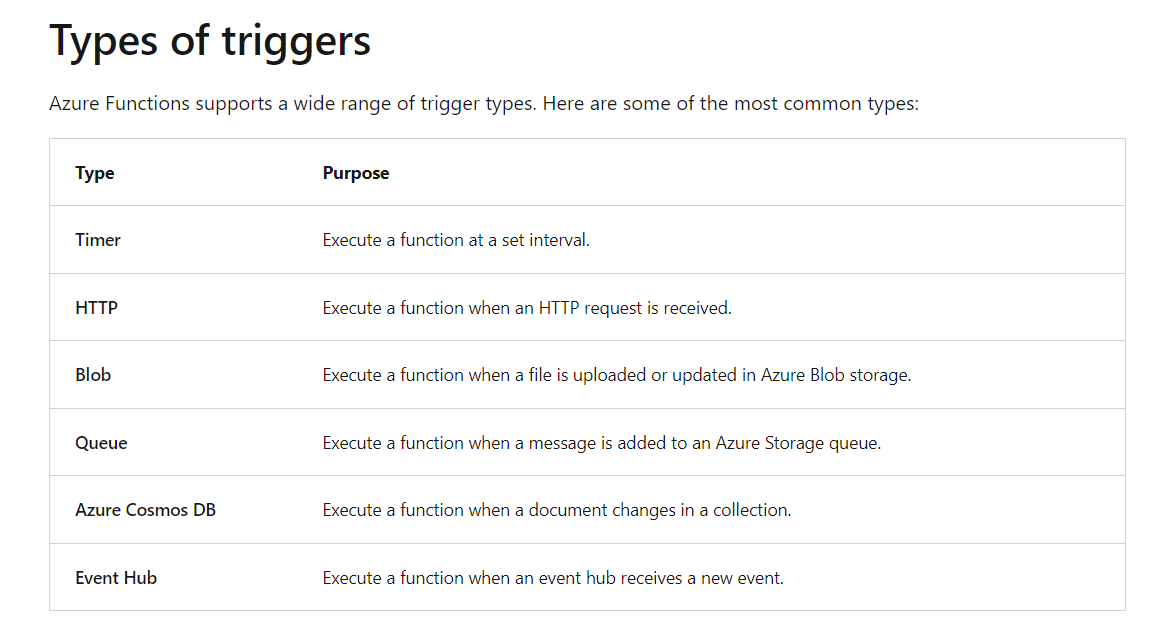 Types of triggers
Azure Functions supports a wide range of trigger types. Here are some of the most common types:
Type Purpose
Timer Execute a function at a set interval.
HTTP Execute a function when an HTTP request is received.
Blob Execute a function when a file is uploaded or updated in Azure Blob storage.
Queue Execute a function when a message is added to an Azure Storage queue.
Azure Cosmos DB Execute a function when a document changes in a collection.
Event Hub Execute a function when an event hub receives a new event.